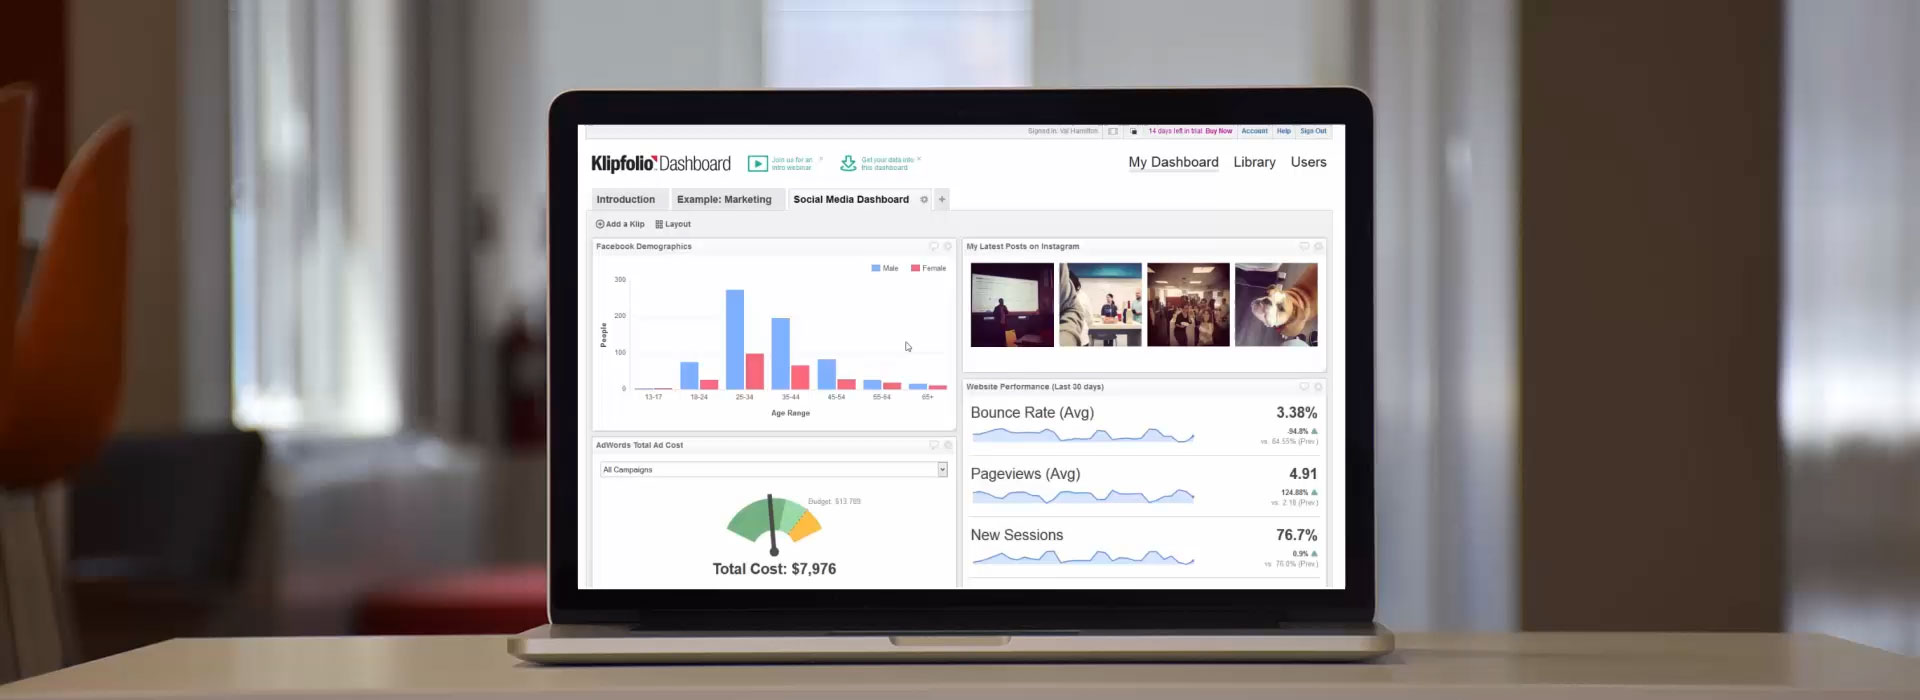 Signed in: Val Hamilton
14 days left in trial Buy Now
Account
Help
Sign Out
Klipfolio Dashboard
Join us for an
intro webinar
Get your data into
this dashboard
My Dashboard
Library
Users
Introduction
Example: Marketing
Social Media Dashboard
+
Add a Klip
Layout
Facebook Demographics
Male
Female
300
200
100
0
People
13-17
18-24
25-34
35-44
45-54
55-64
65+
Age Range
AdWords Total Ad Cost
All Campaigns
Budget $13,789
Total Cost: $7,976
My Latest Posts on Instagram
Website Performance (Last 30 days)
Bounce Rate (Avg)
3.38%
-94.8%
vs. 64.55% (Prev.)
Pageviews (Avg)
4.91
124.88%
vs. 2.18 (Prev.)
New Sessions
76.7%
0.9%
vs. 76.0% (Prev.)